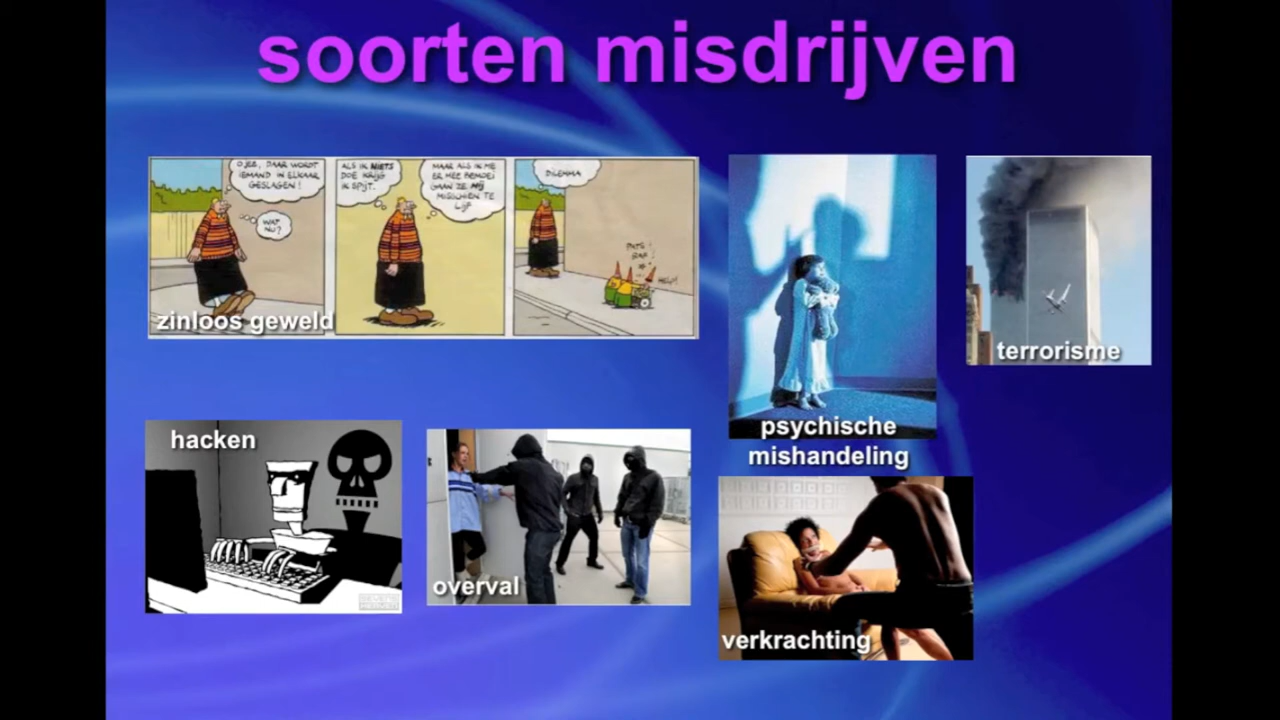 soorten misdrijven
OJEE, DAAR WORDT
IEMAND IN ELKAAR
GESLAGEN!
WAT
NU?
ALS IK NIETS
DOE KRIJG
IK SPIJT.
MAAR ALS IK ME
ER MEE BEMOEI
GAAN ZE MIJ
MISSCHIEN TE
LIJF
DILEMMA
zinloos geweld
terrorisme
psychische
mishandeling
hacken
overval
verkrachting